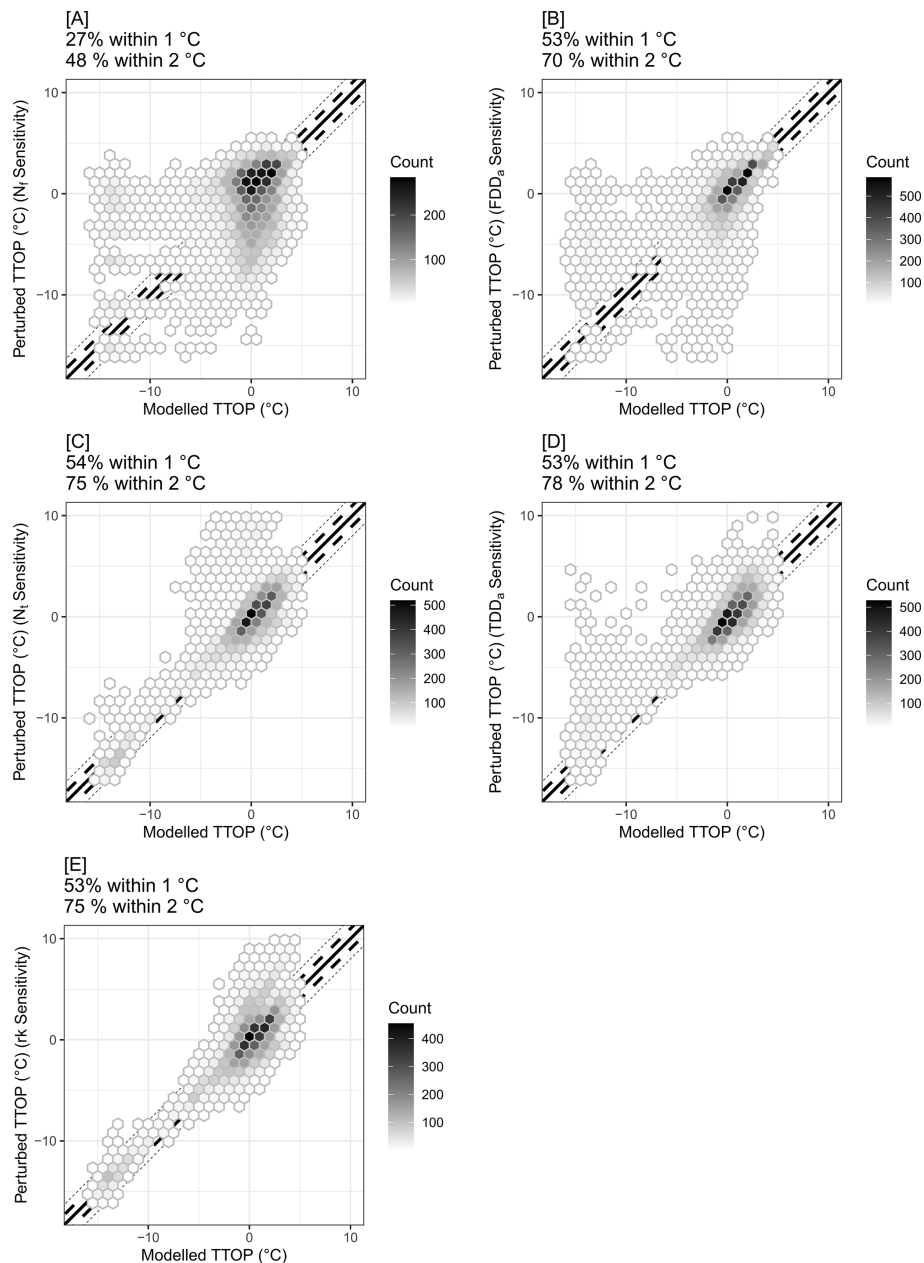 [A]
27% within 1 °C
48 % within 2 °C
Perturbed TTOP (°C) (Nf Sensitivity)
10
0
−10
−10
0
10
Modelled TTOP (°C)
Count
200
100
[B]
53% within 1 °C
70 % within 2 °C
Perturbed TTOP (°C) (FDDa Sensitivity)
10
0
−10
−10
0
10
Modelled TTOP (°C)
Count
500
400
300
200
100
[C]
54% within 1 °C
75 % within 2 °C
Perturbed TTOP (°C) (Nt Sensitivity)
10
0
−10
−10
0
10
Modelled TTOP (°C)
Count
500
400
300
200
100
[D]
53% within 1 °C
78 % within 2 °C
Perturbed TTOP (°C) (TDDa Sensitivity)
10
0
−10
−10
0
10
Modelled TTOP (°C)
Count
500
400
300
200
100
[E]
53% within 1 °C
75 % within 2 °C
Perturbed TTOP (°C) (rk Sensitivity)
10
0
−10
−10
0
10
Modelled TTOP (°C)
Count
400
300
200
100